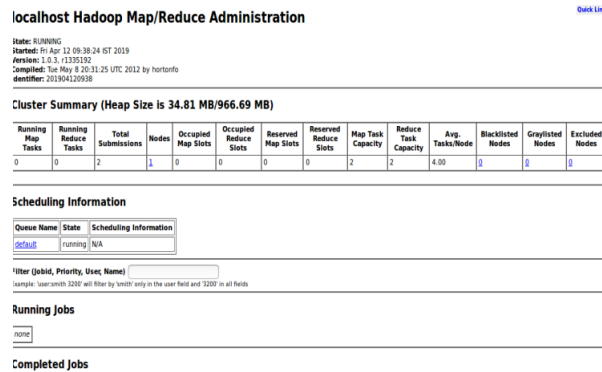 localhost Hadoop Map/Reduce Administration
Quick Lin
State: RUNNING
Started: Fri Apr 12 09:38:24 IST 2019
Version: 1.0.3, r1335192
Compiled: Tue May 8 20:31:25 UTC 2012 by hortonfo
Identifier: 201904120938
Cluster Summary (Heap Size is 34.81 MB/966.69 MB)
Running Map Tasks Running Reduce Tasks Total Submissions Nodes Occupied Map Slots Occupied Reduce Slots Reserved Map Slots Reserved Reduce Slots Map Task Capacity Reduce Task Capacity Avg. Tasks/Node Blacklisted Nodes Graylisted Nodes Excluded Nodes
0 0 2 1 0 0 0 0 2 2 4.00 0 0 0
Scheduling Information
Queue Name State Scheduling Information
default running N/A
Filter (Jobid, Priority, User, Name)
Example: 'user:smith 3200' will filter by 'smith' only in the user field and '3200' in all fields
Running Jobs
none
Completed Jobs